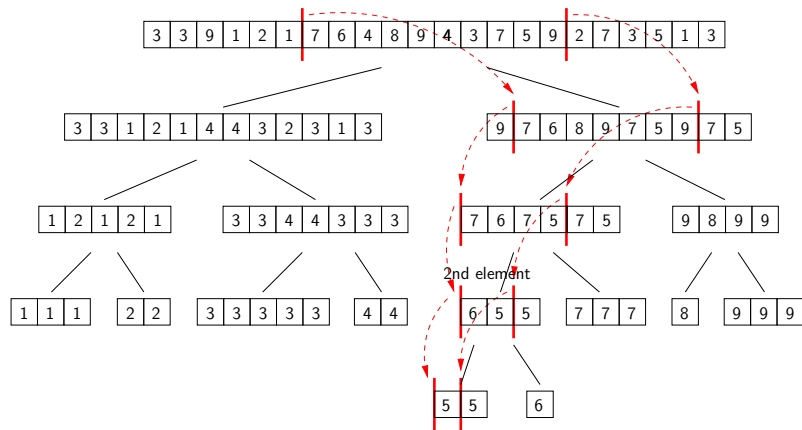 3 3 9 1 2 1 7 6 4 8 9 4 3 7 5 9 2 7 3 5 1 3
3 3 1 2 1 4 4 3 2 3 1 3 9 7 6 8 9 7 5 9 7 5
1 2 1 2 1 3 3 4 4 3 3 3 7 6 7 5 7 5 9 8 9 9
2nd element
1 1 1 2 2 3 3 3 3 3 4 4 6 5 5 7 7 7 8 9 9 9
5 5 6